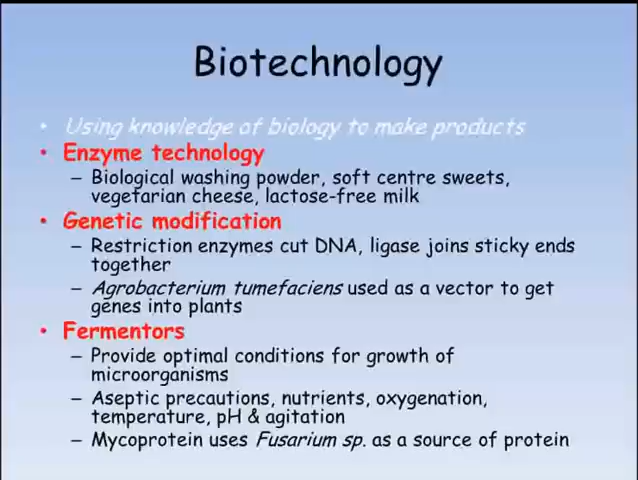 Biotechnology
• Using knowledge of biology to make products
• Enzyme technology
– Biological washing powder, soft centre sweets,
vegetarian cheese, lactose-free milk
• Genetic modification
– Restriction enzymes cut DNA, ligase joins sticky ends
together
– Agrobacterium tumefaciens used as a vector to get
genes into plants
• Fermentors
– Provide optimal conditions for growth of
microorganisms
– Aseptic precautions, nutrients, oxygenation,
temperature, pH & agitation
– Mycoprotein uses Fusarium sp. as a source of protein